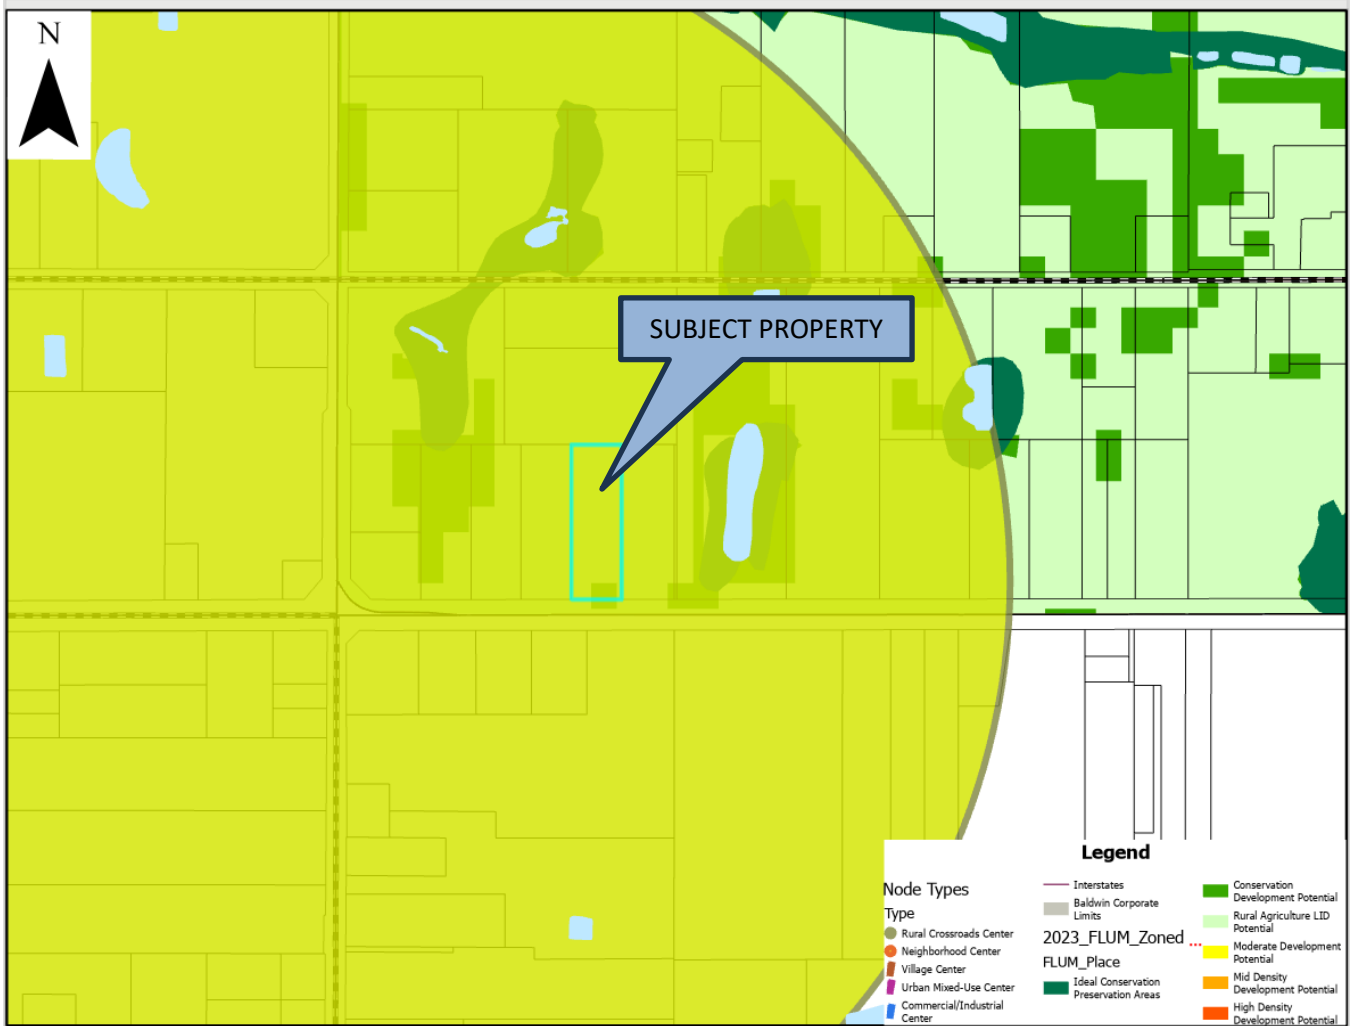 N
SUBJECT PROPERTY
Legend
Node Types
Type
Rural Crossroads Center
Neighborhood Center
Village Center
Urban Mixed-Use Center
Commercial/Industrial
Center
Interstates
Baldwin Corporate
Limits
2023_FLUM_Zoned
FLUM_Place
Ideal Conservation
Preservation Areas
Conservation
Development Potential
Rural Agriculture LID
Potential
Moderate Development
Potential
Mid Density
Development Potential
High Density
Development Potential